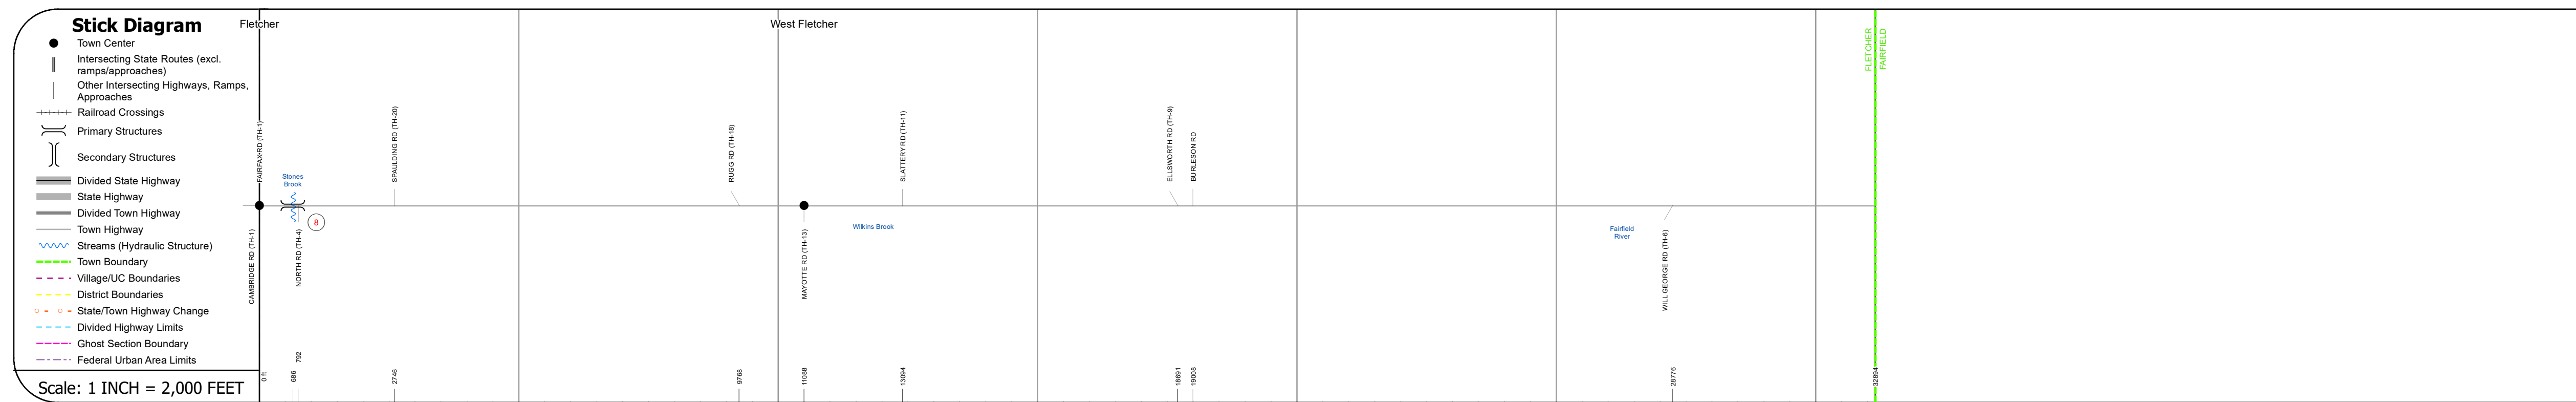 Stick Diagram
Town Center
Intersecting State Routes (excl.
ramps/approaches)
Other Intersecting Highways, Ramps,
Approaches
Railroad Crossings
Primary Structures
Secondary Structures
Divided State Highway
State Highway
Divided Town Highway
Town Highway
Streams (Hydraulic Structure)
Town Boundary
Village/UC Boundaries
District Boundaries
State/Town Highway Change
Divided Highway Limits
Ghost Section Boundary
Federal Urban Area Limits
Scale: 1 INCH = 2,000 FEET
Fletcher
West Fletcher
FLETCHER
FAIRFIELD
FAIRFAX RD (TH-1)
SPAULDING RD (TH-20)
RUGG RD (TH-18)
SLATTERY RD (TH-11)
ELLSWORTH RD (TH-9)
BURLESON RD
Stones
Brook
8
Wilkins Brook
Fairfield
River
CAMBRIDGE RD (TH-1)
NORTH RD (TH-4)
MAYOTTE RD (TH-13)
WILL GEORGE RD (TH-6)
0 ft
686
792
2746
9768
11088
13094
18691
19008
28776
32894